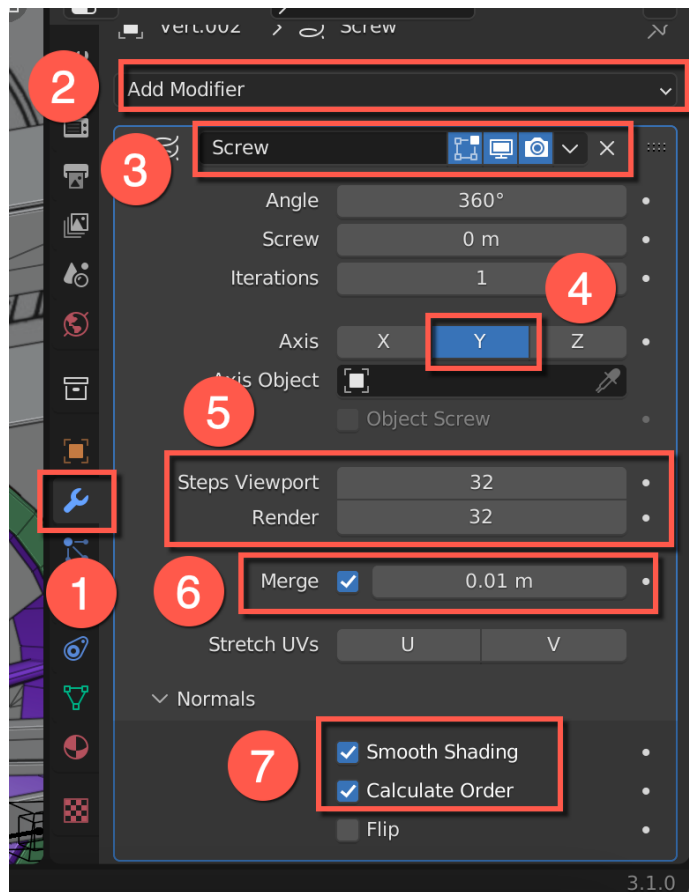 Vert.002 > Screw
2
Add Modifier
3
Screw
Angle 360°
Screw 0 m
Iterations 1
4
Axis X Y Z
Axis Object
5
Object Screw
Steps Viewport 32
Render 32
1
6
Merge 0.01 m
Stretch UVs U V
Normals
7
Smooth Shading
Calculate Order
Flip
3.1.0